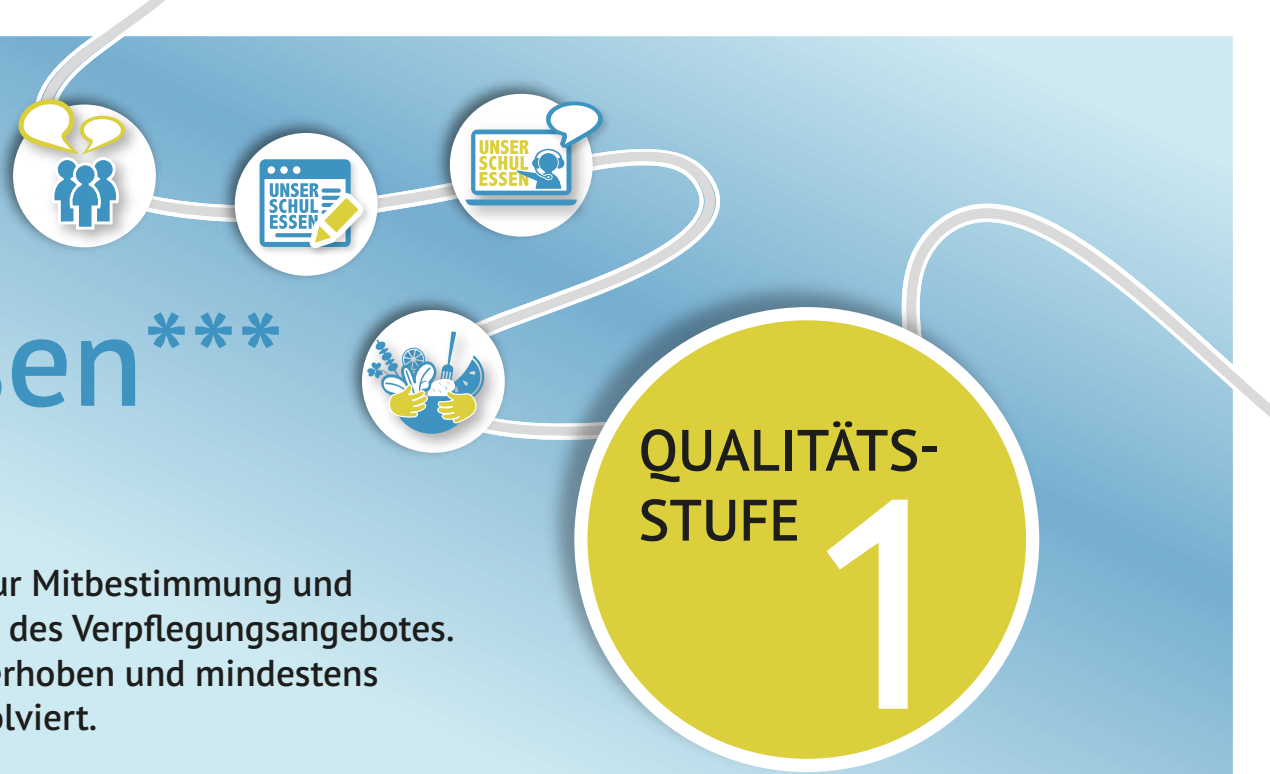 UNSER
SCHUL
ESSEN
UNSER
SCHUL
ESSEN
sen***
QUALITÄTS-
STUFE
1
ur Mitbestimmung und
des Verpflegungsangebotes.
erhoben und mindestens
olviert.